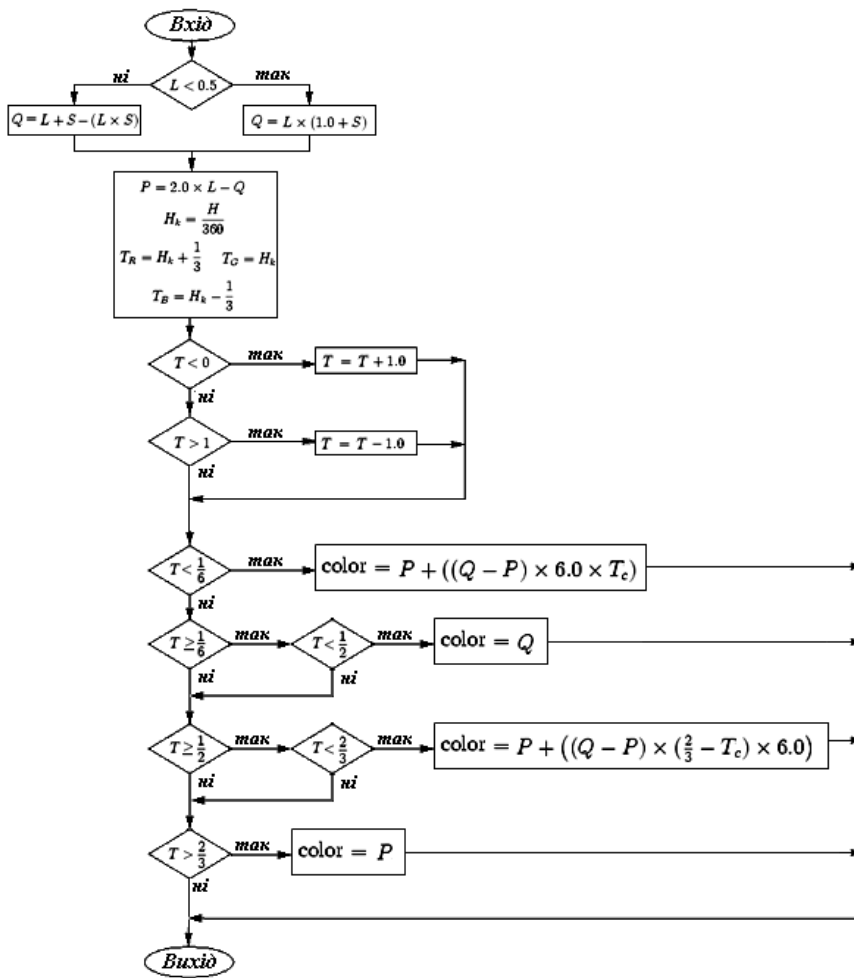 Вхід
ні
L < 0.5
так
Q = L + S − (L × S)
Q = L × (1.0 + S)
P = 2.0 × L − Q
H_k = H/360
T_R = H_k + 1/3 T_G = H_k
T_B = H_k − 1/3
T < 0
так
T = T + 1.0
ні
T > 1
так
T = T − 1.0
ні
T < 1/6
так
color = P + ((Q − P) × 6.0 × T_c)
ні
T ≥ 1/6
так
T < 1/2
так
color = Q
ні
ні
T ≥ 1/2
так
T < 2/3
так
color = P + ((Q − P) × (2/3 − T_c) × 6.0)
ні
ні
T > 2/3
так
color = P
ні
Вихід